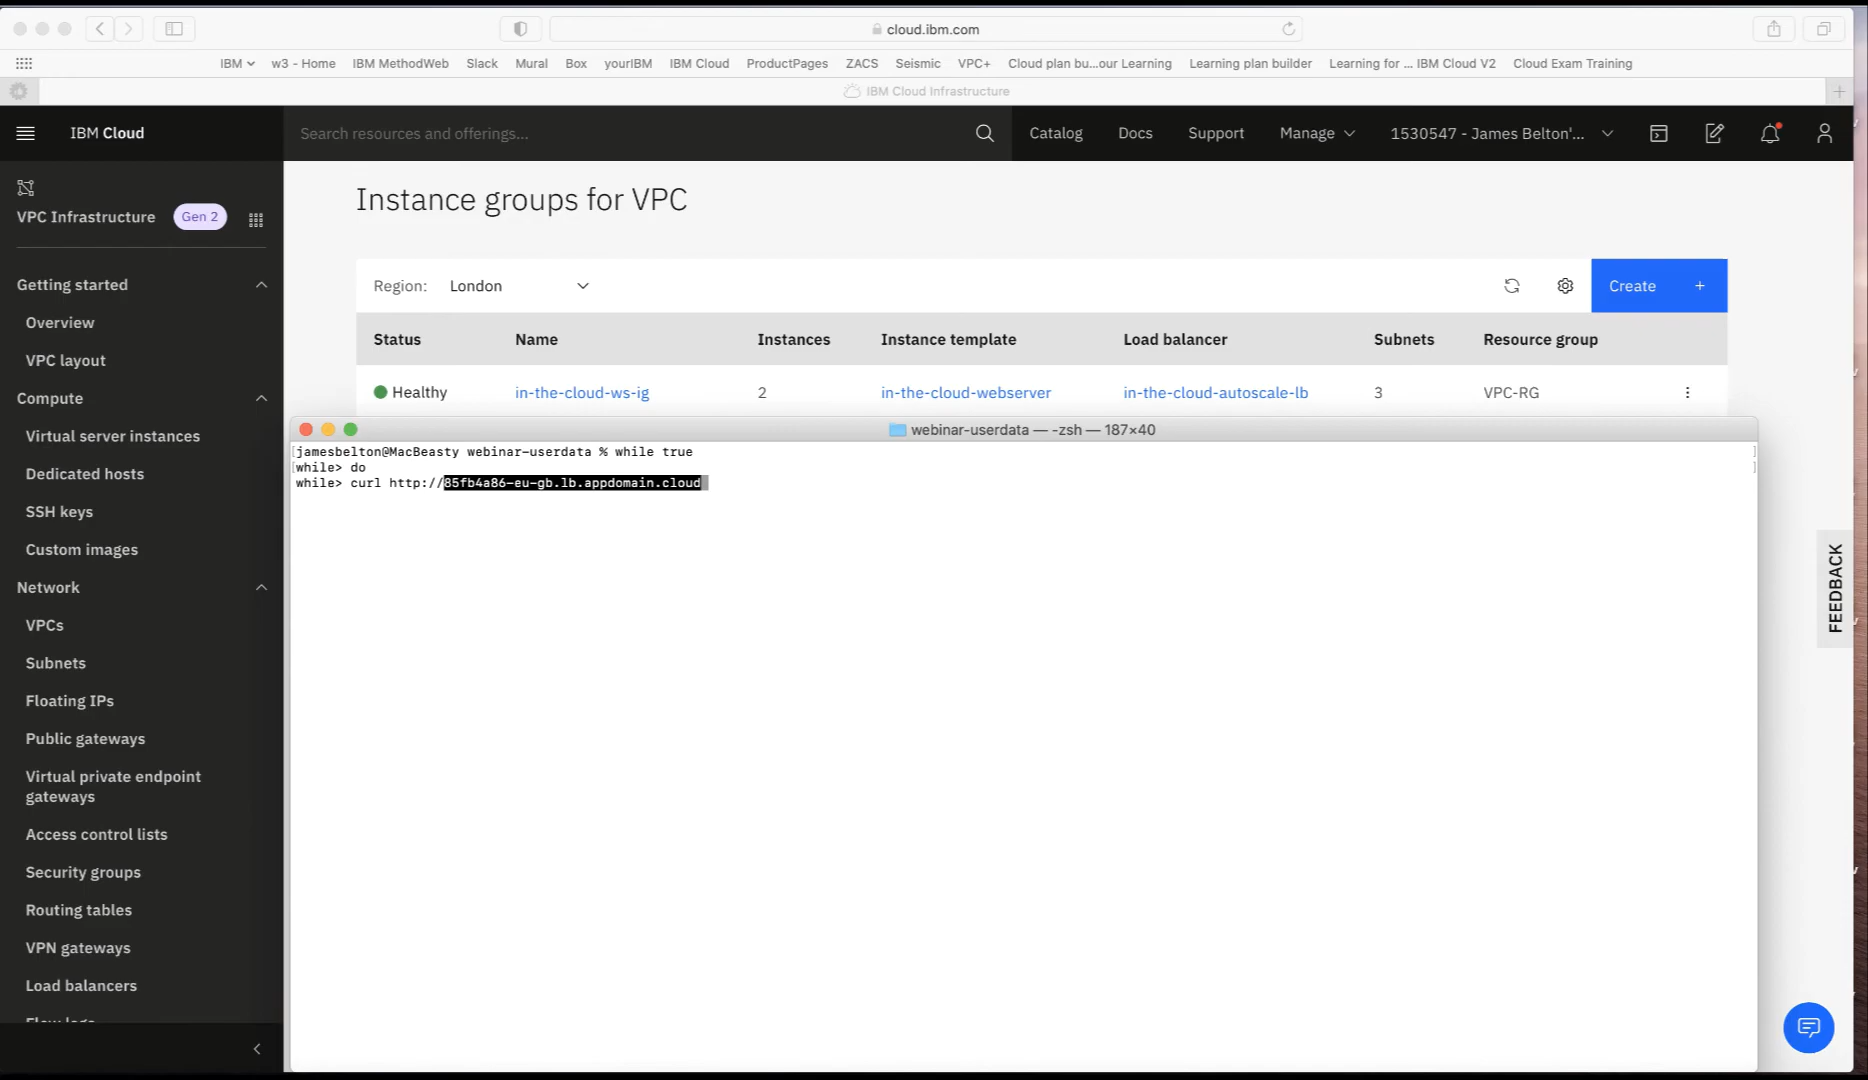 cloud.ibm.com
IBM w3 - Home IBM MethodWeb Slack Mural Box yourIBM IBM Cloud ProductPages ZACS Seismic VPC+ Cloud plan bu...our Learning Learning plan builder Learning for ... IBM Cloud V2 Cloud Exam Training
IBM Cloud Infrastructure
IBM Cloud
Search resources and offerings...
Catalog Docs Support Manage 1530547 - James Belton'...
VPC Infrastructure Gen 2
Getting started
Overview
VPC layout
Compute
Virtual server instances
Dedicated hosts
SSH keys
Custom images
Network
VPCs
Subnets
Floating IPs
Public gateways
Virtual private endpoint
gateways
Access control lists
Security groups
Routing tables
VPN gateways
Load balancers
Flow logs
Instance groups for VPC
Region: London
Create +
Status Name Instances Instance template Load balancer Subnets Resource group
Healthy in-the-cloud-ws-ig 2 in-the-cloud-webserver in-the-cloud-autoscale-lb 3 VPC-RG
webinar-userdata — -zsh — 187×40
[jamesbelton@MacBeasty webinar-userdata % while true ]
[while> do ]
while> curl http://85fb4a86-eu-gb.lb.appdomain.cloud
FEEDBACK